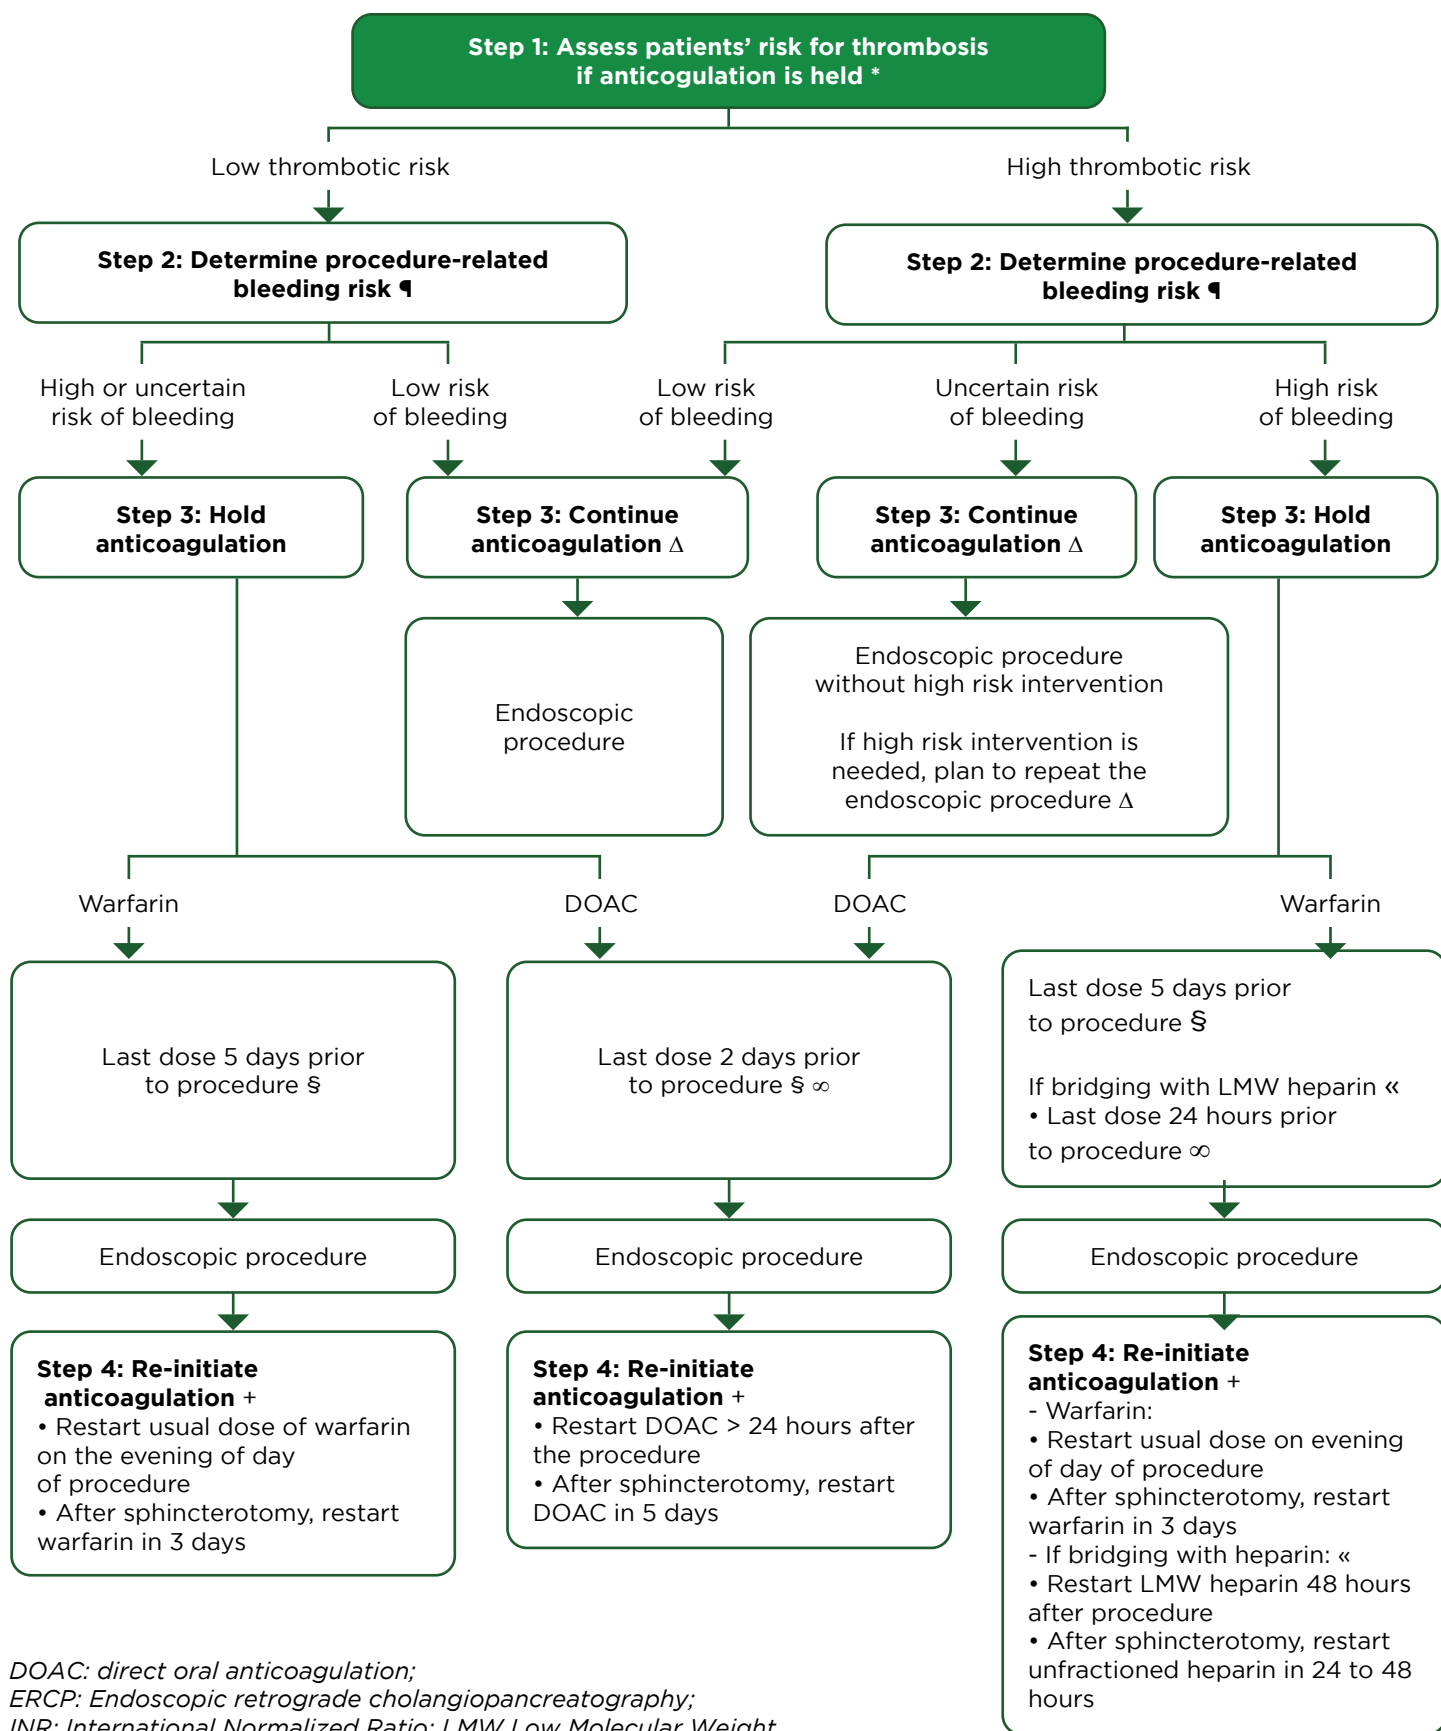 Step 1: Assess patients’ risk for thrombosis
if anticogulation is held *
Low thrombotic risk
High thrombotic risk
Step 2: Determine procedure-related
bleeding risk ¶
Step 2: Determine procedure-related
bleeding risk ¶
High or uncertain
risk of bleeding
Low risk
of bleeding
Low risk
of bleeding
Uncertain risk
of bleeding
High risk
of bleeding
Step 3: Hold
anticoagulation
Step 3: Continue
anticoagulation Δ
Step 3: Continue
anticoagulation Δ
Step 3: Hold
anticoagulation
Endoscopic
procedure
Endoscopic procedure
without high risk intervention
If high risk intervention is
needed, plan to repeat the
endoscopic procedure Δ
Warfarin
DOAC
DOAC
Warfarin
Last dose 5 days prior
to procedure §
Last dose 2 days prior
to procedure § ∞
Last dose 5 days prior
to procedure §
If bridging with LMW heparin «
• Last dose 24 hours prior
to procedure ∞
Endoscopic procedure
Endoscopic procedure
Endoscopic procedure
Step 4: Re-initiate
anticoagulation +
• Restart usual dose of warfarin
on the evening of day
of procedure
• After sphincterotomy, restart
warfarin in 3 days
Step 4: Re-initiate
anticoagulation +
• Restart DOAC > 24 hours after
the procedure
• After sphincterotomy, restart
DOAC in 5 days
Step 4: Re-initiate
anticoagulation +
- Warfarin:
• Restart usual dose on evening
of day of procedure
• After sphincterotomy, restart
warfarin in 3 days
- If bridging with heparin: «
• Restart LMW heparin 48 hours
after procedure
• After sphincterotomy, restart
unfractioned heparin in 24 to 48
hours
DOAC: direct oral anticoagulation;
ERCP: Endoscopic retrograde cholangiopancreatography;
INR: International Normalized Ratio; LMW Low Molecular Weight